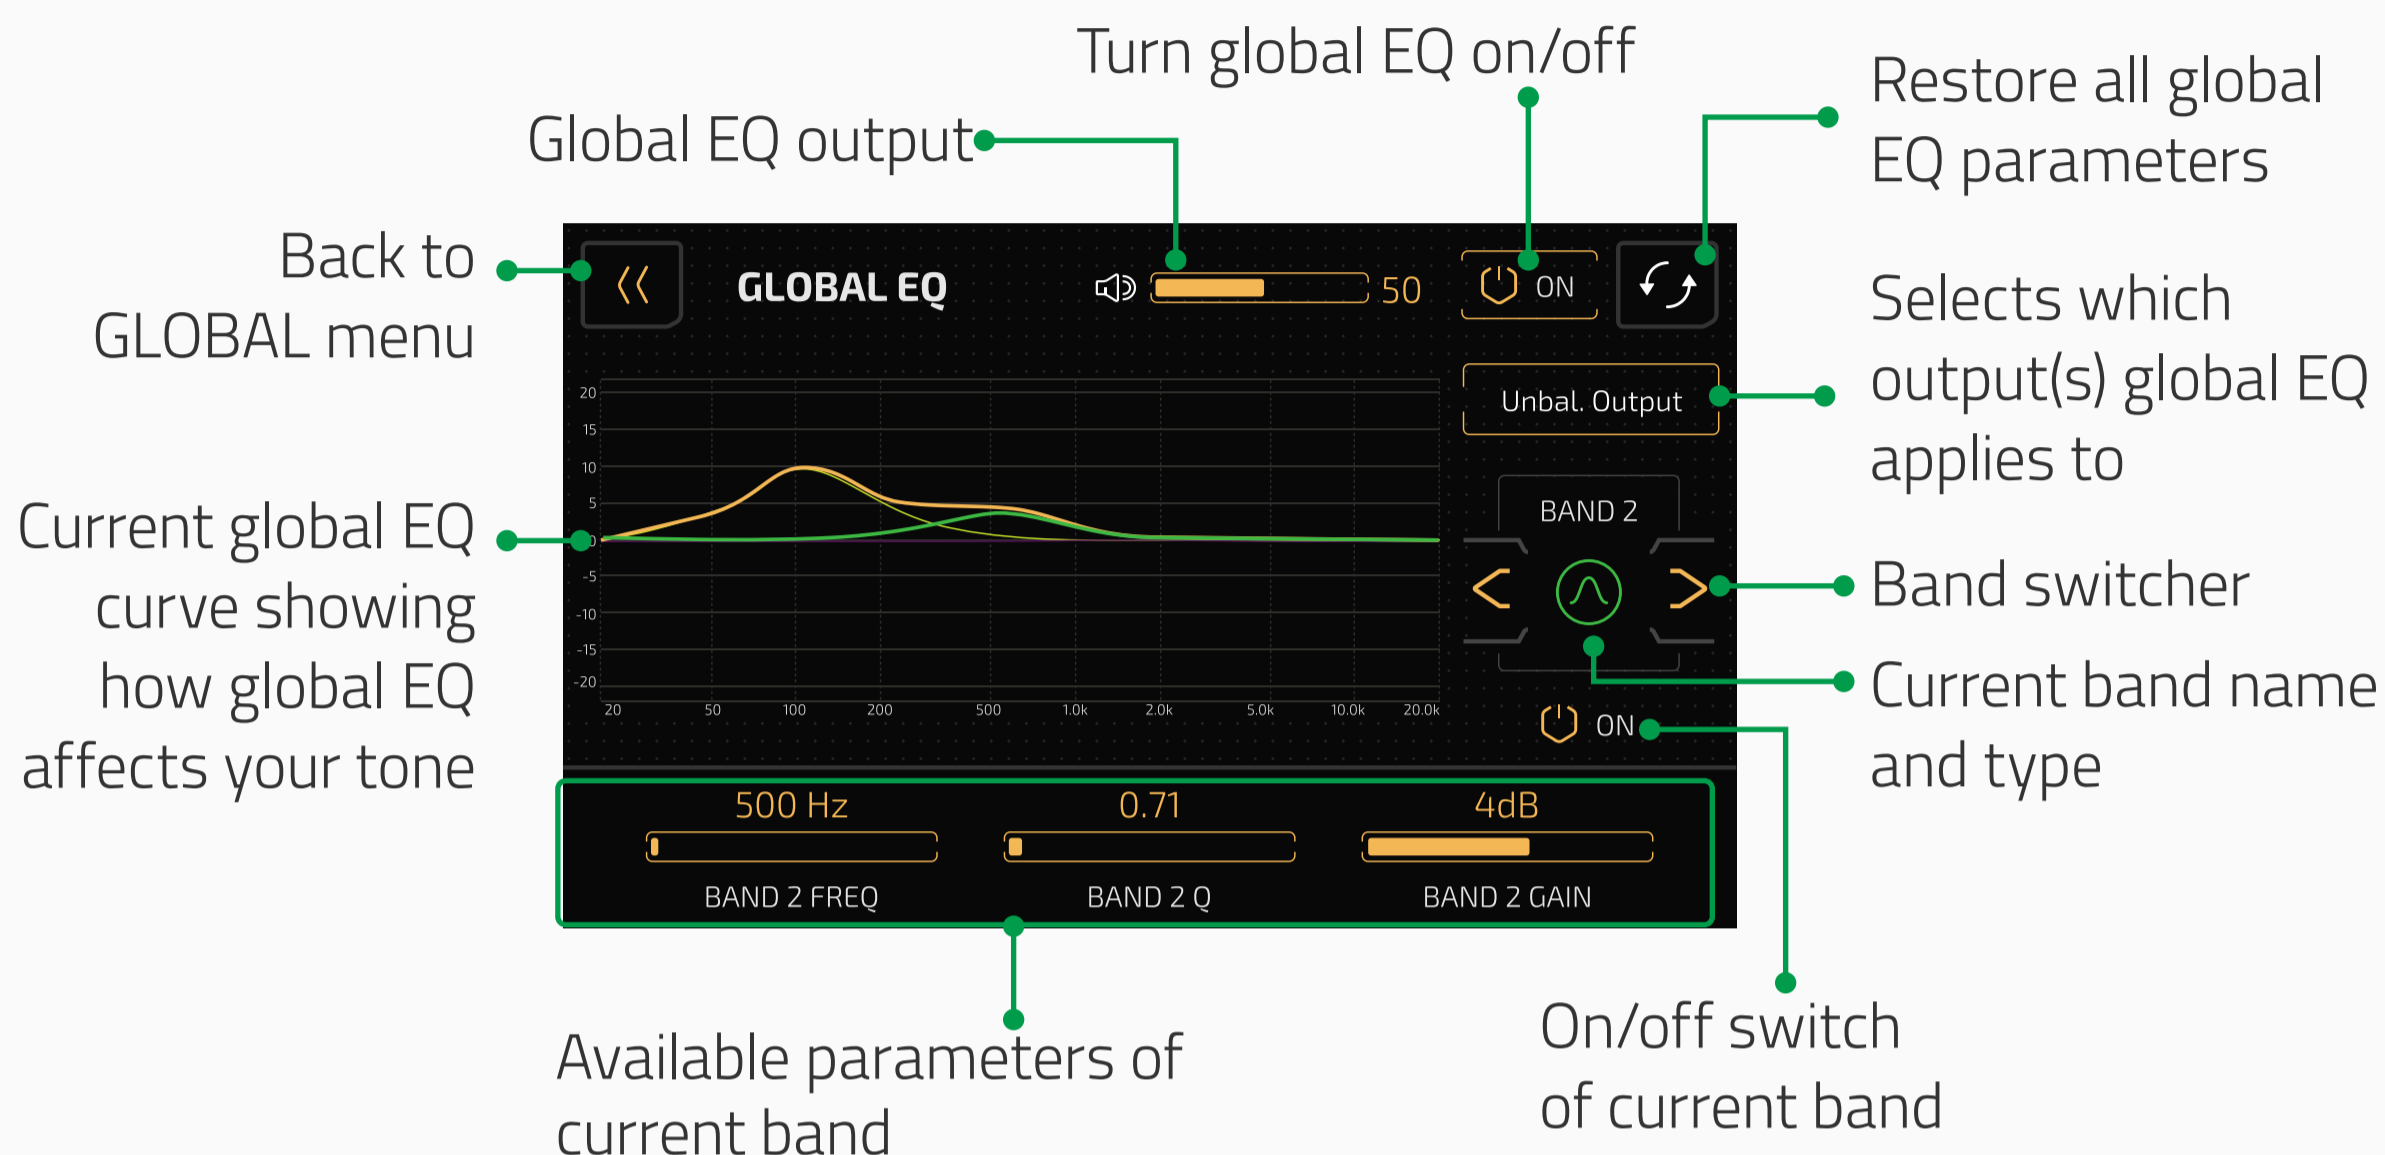 Turn global EQ on/off
Restore all global
EQ parameters
Global EQ output
Back to
GLOBAL menu
GLOBAL EQ
50
ON
Selects which
output(s) global EQ
applies to
Unbal. Output
Current global EQ
curve showing
how global EQ
affects your tone
20
15
10
5
0
-5
-10
-15
-20
20 50 100 200 500 1.0k 2.0k 5.0k 10.0k 20.0k
BAND 2
Band switcher
Current band name
and type
ON
500 Hz 0.71 4dB
BAND 2 FREQ BAND 2 Q BAND 2 GAIN
Available parameters of
current band
On/off switch
of current band